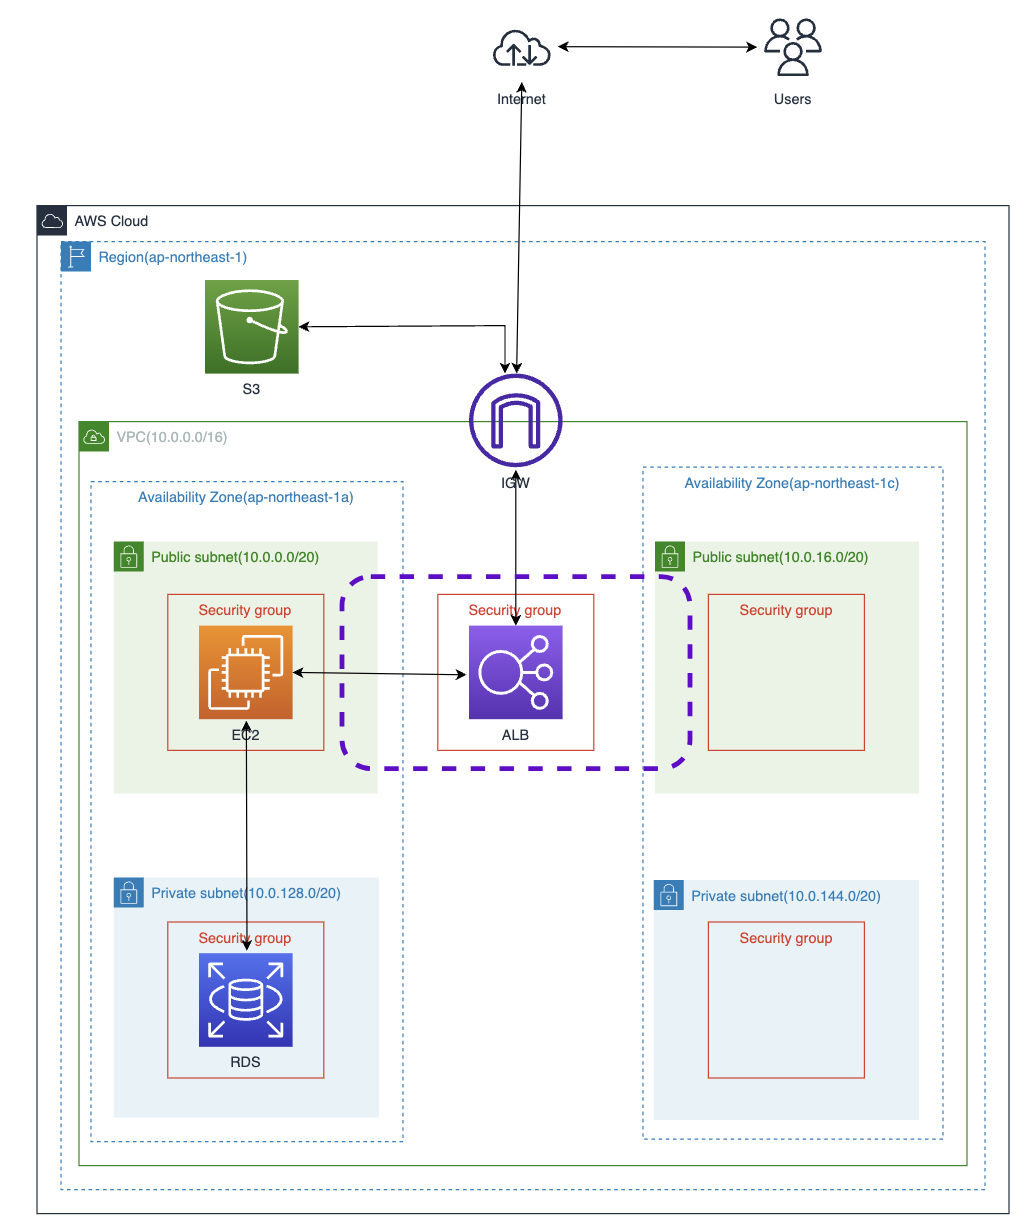 Internet
Users
AWS Cloud
Region(ap-northeast-1)
S3
VPC(10.0.0.0/16)
IGW
Availability Zone(ap-northeast-1a)
Availability Zone(ap-northeast-1c)
Public subnet(10.0.0.0/20)
Public subnet(10.0.16.0/20)
Security group
Security group
Security group
EC2
ALB
Private subnet(10.0.128.0/20)
Private subnet(10.0.144.0/20)
Security group
Security group
RDS